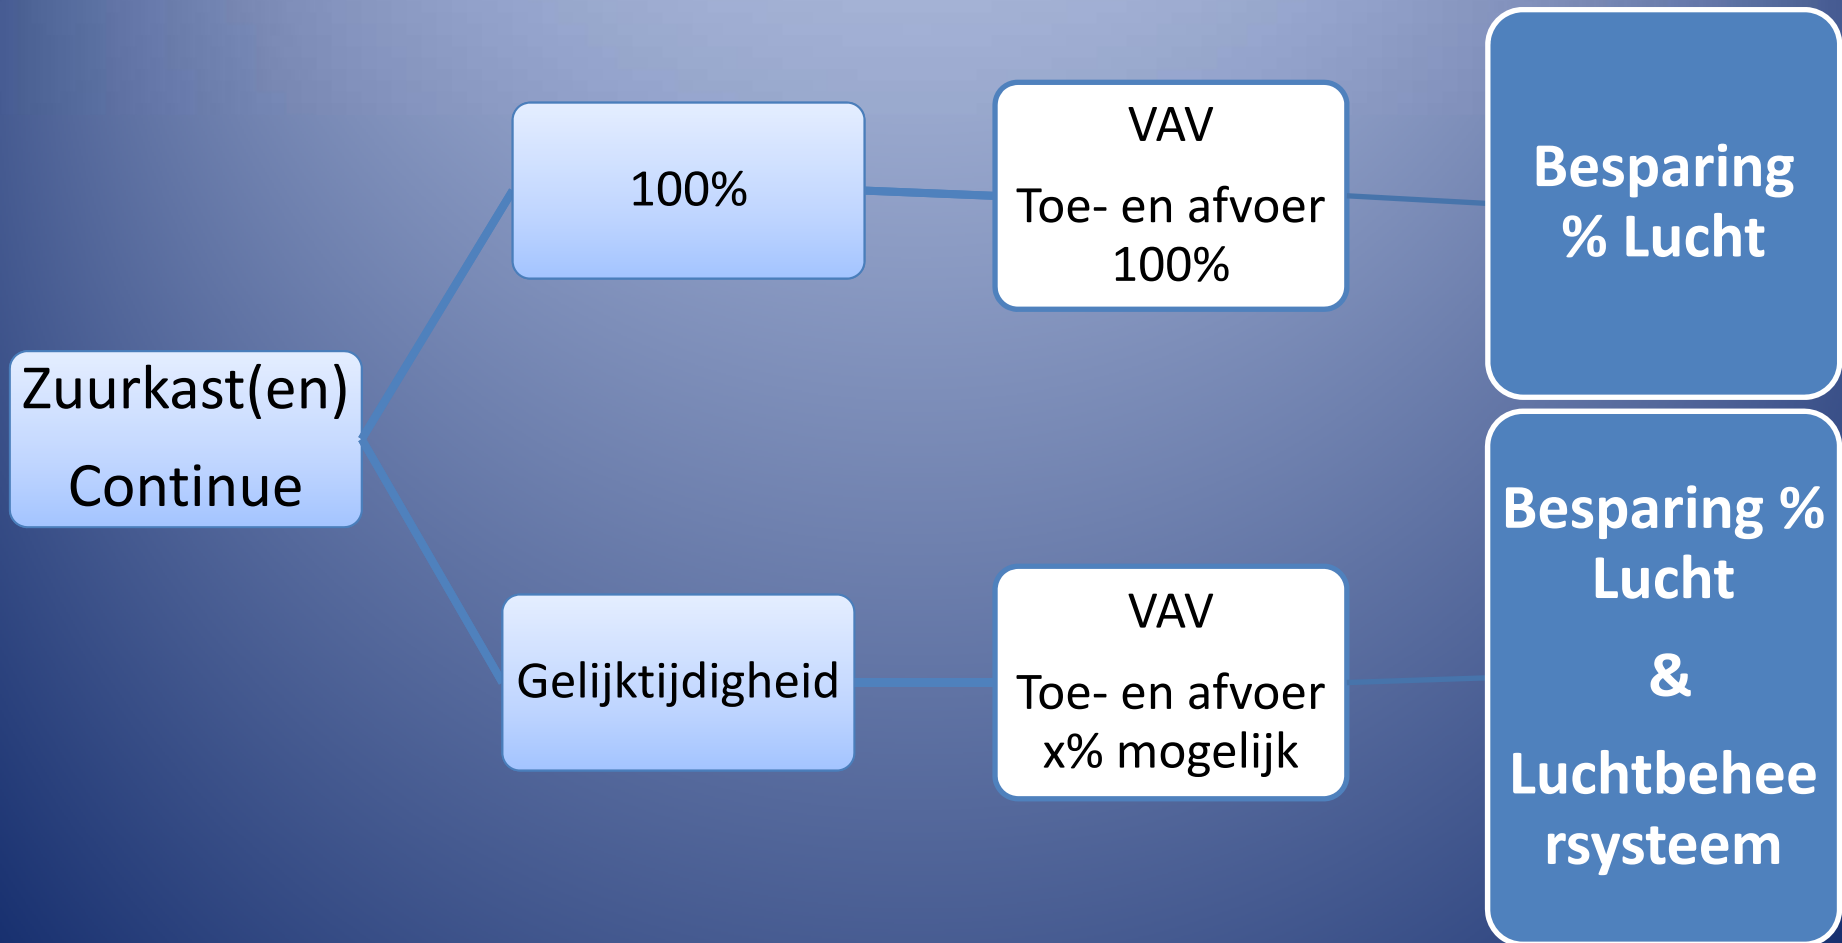 Zuurkast(en)
Continue
100%
VAV
Toe- en afvoer
100%
Besparing
% Lucht
Gelijktijdigheid
VAV
Toe- en afvoer
x% mogelijk
Besparing %
Lucht
&
Luchtbehee
rsysteem